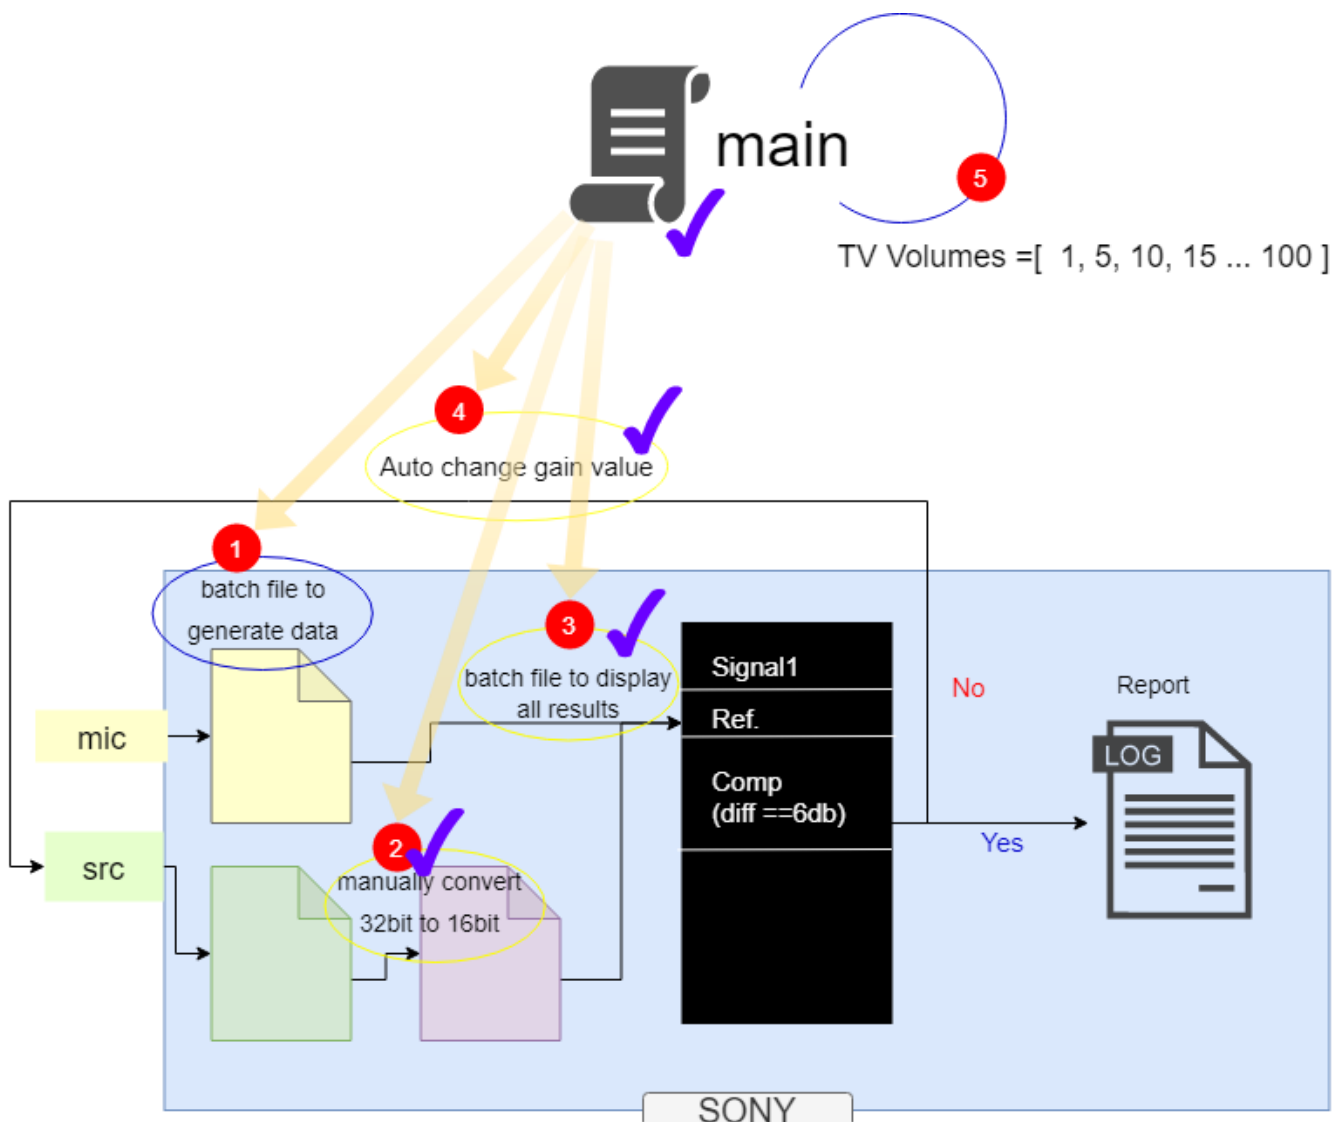 main
5
TV Volumes =[ 1, 5, 10, 15 ... 100 ]
4
Auto change gain value
1
batch file to
generate data
3
batch file to display
all results
Signal1
Ref.
Comp
(diff ==6db)
No
Report
LOG
Yes
mic
src
2
manually convert
32bit to 16bit
SONY